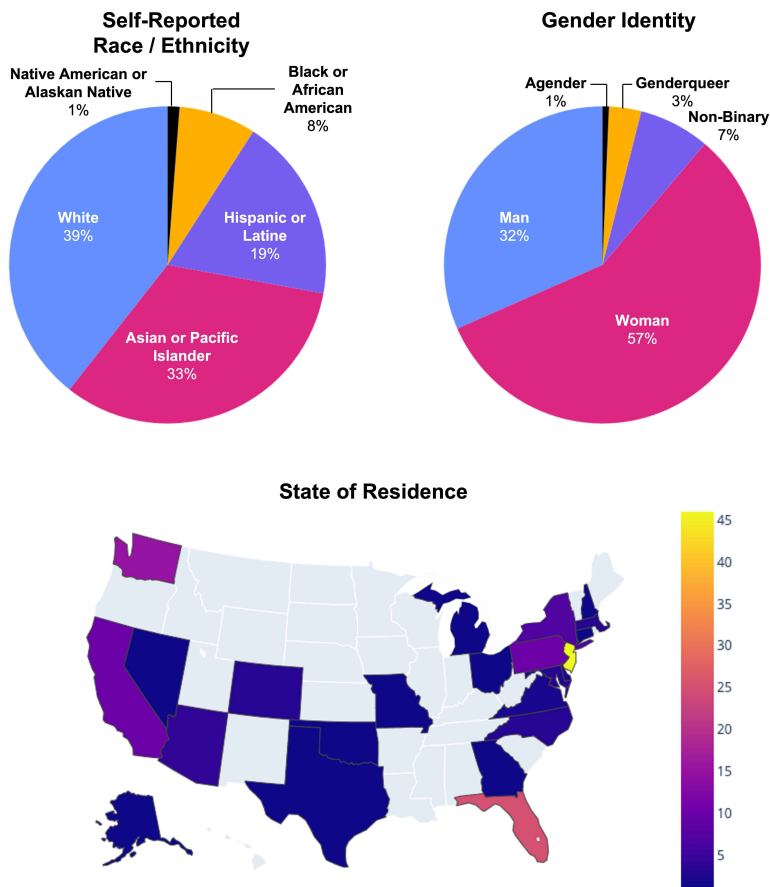 Self-Reported
Race / Ethnicity
Native American or
Alaskan Native
1%
Black or
African
American
8%
White
39%
Hispanic or
Latine
19%
Asian or Pacific
Islander
33%
Gender Identity
Agender
1%
Genderqueer
3%
Non-Binary
7%
Man
32%
Woman
57%
State of Residence
45
40
35
30
25
20
15
10
5